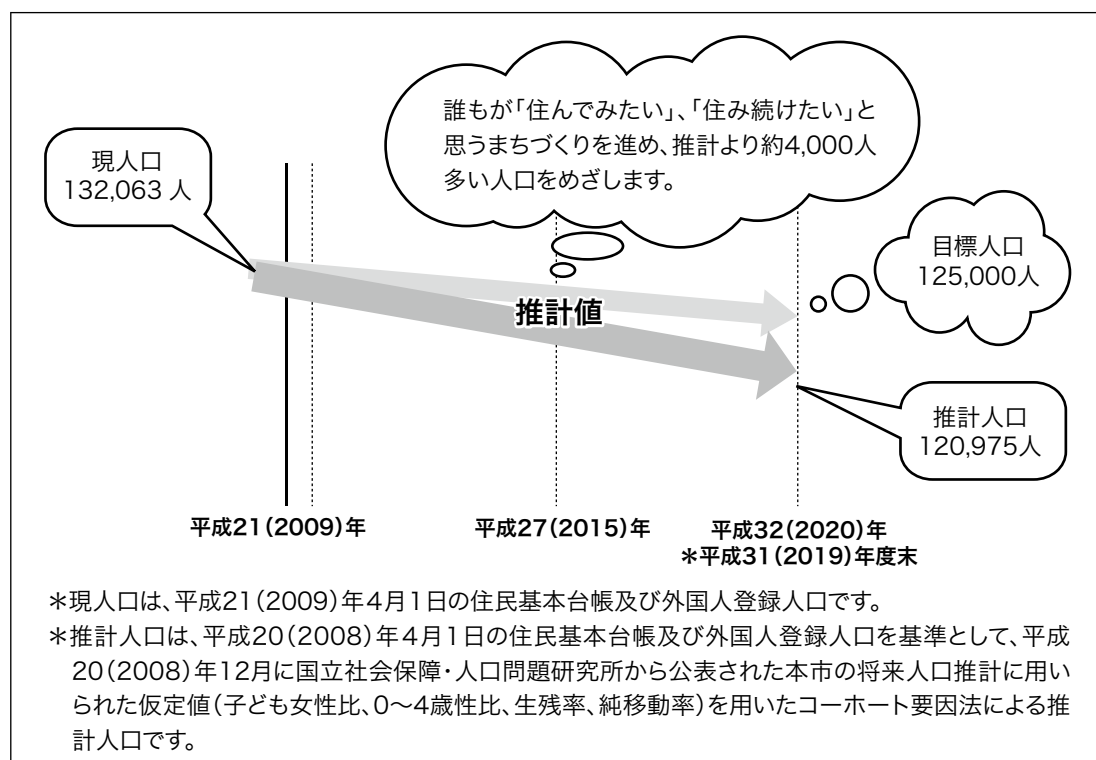 誰もが「住んでみたい」、「住み続けたい」と
思うまちづくりを進め、推計より約4,000人
多い人口をめざします。
現人口
132,063 人
目標人口
125,000人
推計値
推計人口
120,975人
平成21(2009)年
平成27(2015)年
平成32(2020)年
＊平成31(2019)年度末
＊現人口は、平成21(2009)年4月1日の住民基本台帳及び外国人登録人口です。
＊推計人口は、平成20(2008)年4月1日の住民基本台帳及び外国人登録人口を基準として、平成
20(2008)年12月に国立社会保障・人口問題研究所から公表された本市の将来人口推計に用い
られた仮定値(子ども女性比、0〜4歳性比、生残率、純移動率)を用いたコーホート要因法による推
計人口です。